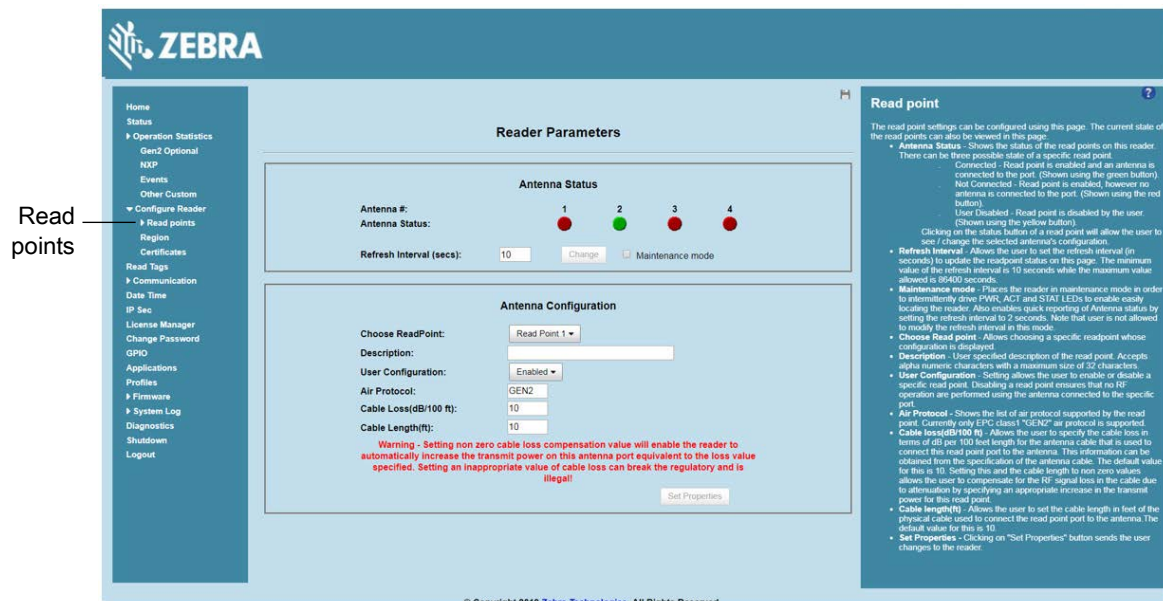 ZEBRA
Read
points
Home
Status
Operation Statistics
Gen2 Optional
NXP
Events
Other Custom
Configure Reader
Read points
Region
Certificates
Read Tags
Communication
Date Time
IP Sec
License Manager
Change Password
GPIO
Applications
Profiles
Firmware
System Log
Diagnostics
Shutdown
Logout
Reader Parameters
Antenna Status
Antenna #: 1 2 3 4
Antenna Status:
Refresh Interval (secs): 10 Change Maintenance mode
Antenna Configuration
Choose ReadPoint: Read Point 1
Description:
User Configuration: Enabled
Air Protocol: GEN2
Cable Loss(dB/100 ft): 10
Cable Length(ft): 10
Warning - Setting non zero cable loss compensation value will enable the reader to
automatically increase the transmit power on this antenna port equivalent to the loss value
specified. Setting an inappropriate value of cable loss can break the regulatory and is
illegal!
Set Properties
Read point
?
The read point settings can be configured using this page. The current state of
the read points can also be viewed in this page.
• Antenna Status - Shows the status of the read points on this reader.
There can be three possible state of a specific read point.
Connected - Read point is enabled and an antenna is
connected to the port. (Shown using the green button).
Not Connected - Read point is enabled, however no
antenna is connected to the port. (Shown using the red
button).
User Disabled - Read point is disabled by the user.
(Shown using the yellow button).
Clicking on the status button of a read point will allow the user to
see / change the selected antenna's configuration.
• Refresh Interval - Allows the user to set the refresh interval (in
seconds) to update the readpoint status on this page. The minimum
value of the refresh interval is 10 seconds while the maximum value
allowed is 86400 seconds.
• Maintenance mode - Places the reader in maintenance mode in order
to intermittently drive PWR, ACT and STAT LEDs to enable easily
locating the reader. Also enables quick reporting of Antenna status by
setting the refresh interval to 2 seconds. Note that user is not allowed
to modify the refresh interval in this mode.
• Choose Read point - Allows choosing a specific readpoint whose
configuration is displayed.
• Description - User specified description of the read point. Accepts
alpha numeric characters with a maximum size of 32 characters.
• User Configuration - Setting allows the user to enable or disable a
specific read point. Disabling a read point ensures that no RF
operation are performed using the antenna connected to the specific
port.
• Air Protocol - Shows the list of air protocol supported by the read
point. Currently only EPC class1 "GEN2" air protocol is supported.
• Cable loss(dB/100 ft) - Allows the user to specify the cable loss in
terms of dB per 100 feet length for the antenna cable that is used to
connect this read point port to the antenna. This information can be
obtained from the specification of the antenna cable. The default value
for this is 10. Setting this and the cable length to non zero values
allows the user to compensate for the RF signal loss in the cable due
to attenuation by specifying an appropriate increase in the transmit
power for this read point.
• Cable length(ft) - Allows the user to set the cable length in feet of the
physical cable used to connect the read point port to the antenna.The
default value for this is 10.
• Set Properties - Clicking on "Set Properties" button sends the user
changes to the reader.
Zebra Technologies. All Rights Reserved